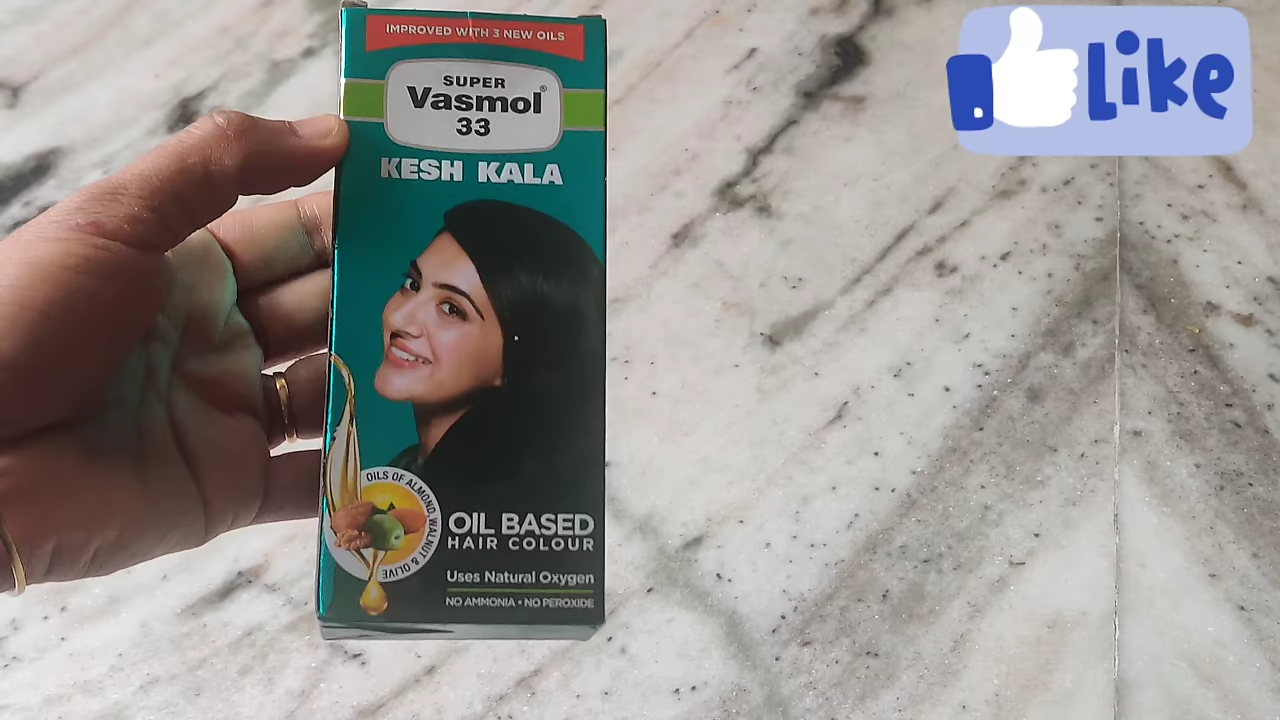 IMPROVED WITH 3 NEW OILS
SUPER
Vasmol®
33
KESH KALA
OILS OF ALMOND, WALNUT & OLIVE
OIL BASED
HAIR COLOUR
Uses Natural Oxygen
NO AMMONIA • NO PEROXIDE
Like